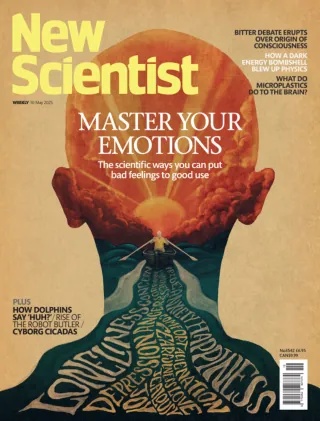 New
Scientist
WEEKLY
May 2025
BITTER DEBATE ERUPTS
OVER ORIGIN OF
CONSCIOUSNESS
HOW A DARK
ENERGY BOMBSHELL
BLEW UP PHYSICS
WHAT DO
MICROPLASTICS
DO TO THE BRAIN?
MASTER YOUR
EMOTIONS
The scientific ways you can put
bad feelings to good use
PLUS
HOW DOLPHINS
SAY ‘HUH?’ / RISE OF
THE ROBOT BUTLER /
CYBORG CICADAS
LONELINESS
DEPRESSION
HAPPINESS